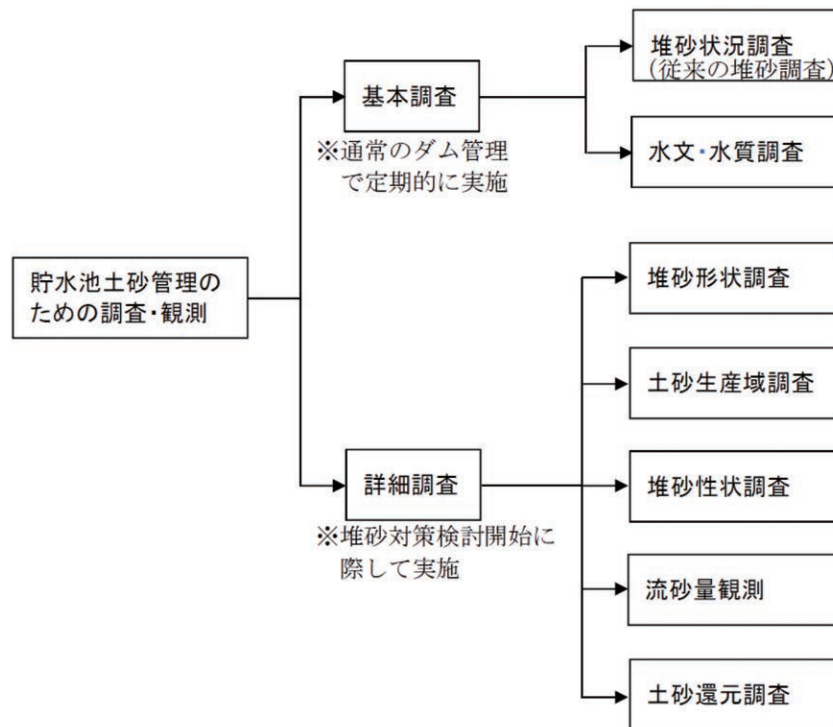 貯水池土砂管理の
ための調査・観測
基本調査
※通常のダム管理
で定期的に実施
堆砂状況調査
(従来の堆砂調査)
水文・水質調査
詳細調査
※堆砂対策検討開始に
際して実施
堆砂形状調査
土砂生産域調査
堆砂性状調査
流砂量観測
土砂還元調査